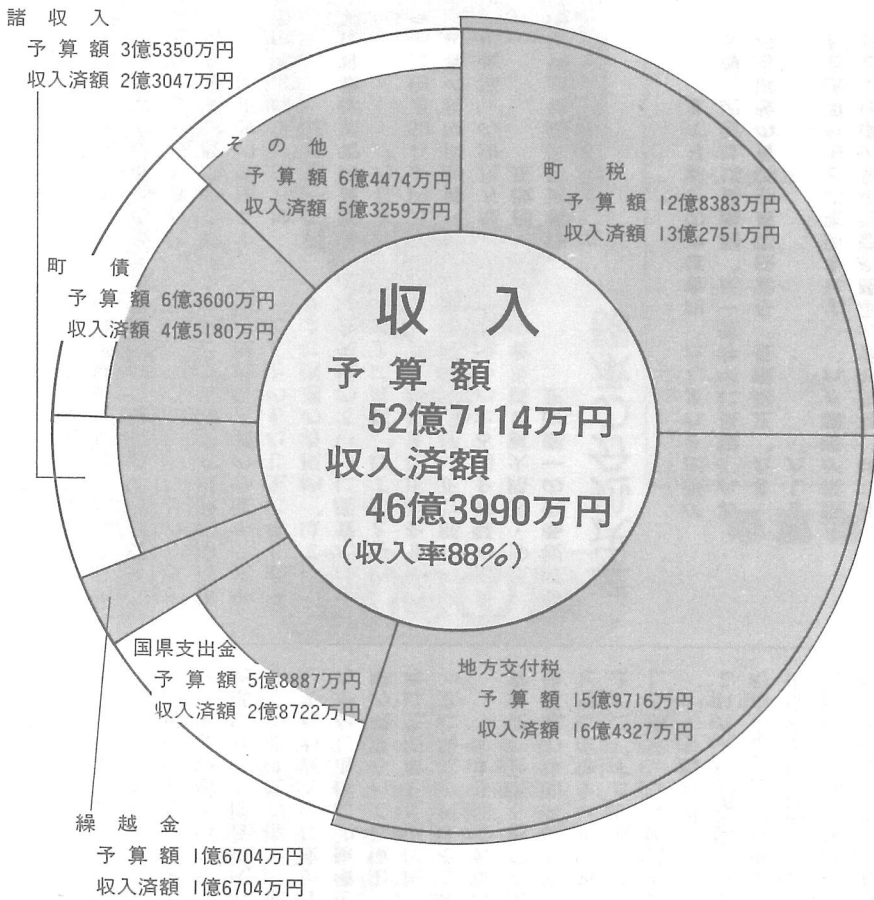 諸収入
予算額 3億5350万円
収入済額 2億3047万円
その他
予算額 6億4474万円
収入済額 5億3259万円
町税
予算額 12億8383万円
収入済額 13億2751万円
町債
予算額 6億3600万円
収入済額 4億5180万円
収入
予算額
52億7114万円
収入済額
46億3990万円
(収入率88%)
国県支出金
予算額 5億8887万円
収入済額 2億8722万円
地方交付税
予算額 15億9716万円
収入済額 16億4327万円
繰越金
予算額 1億6704万円
収入済額 1億6704万円